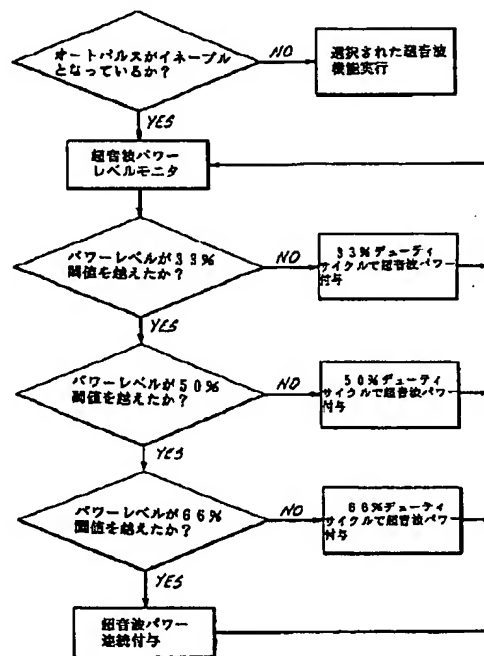 オートパルスがイネーブル
となっているか?
NO
選択された超音波
機能実行
YES
超音波パワー
レベルモニタ
パワーレベルが33%
閾値を越えたか?
NO
33%デューティ
サイクルで超音波パワー
付与
YES
パワーレベルが50%
閾値を越えたか?
NO
50%デューティ
サイクルで超音波パワー
付与
YES
パワーレベルが66%
閾値を越えたか?
NO
66%デューティ
サイクルで超音波パワー
付与
YES
超音波パワー
連続付与